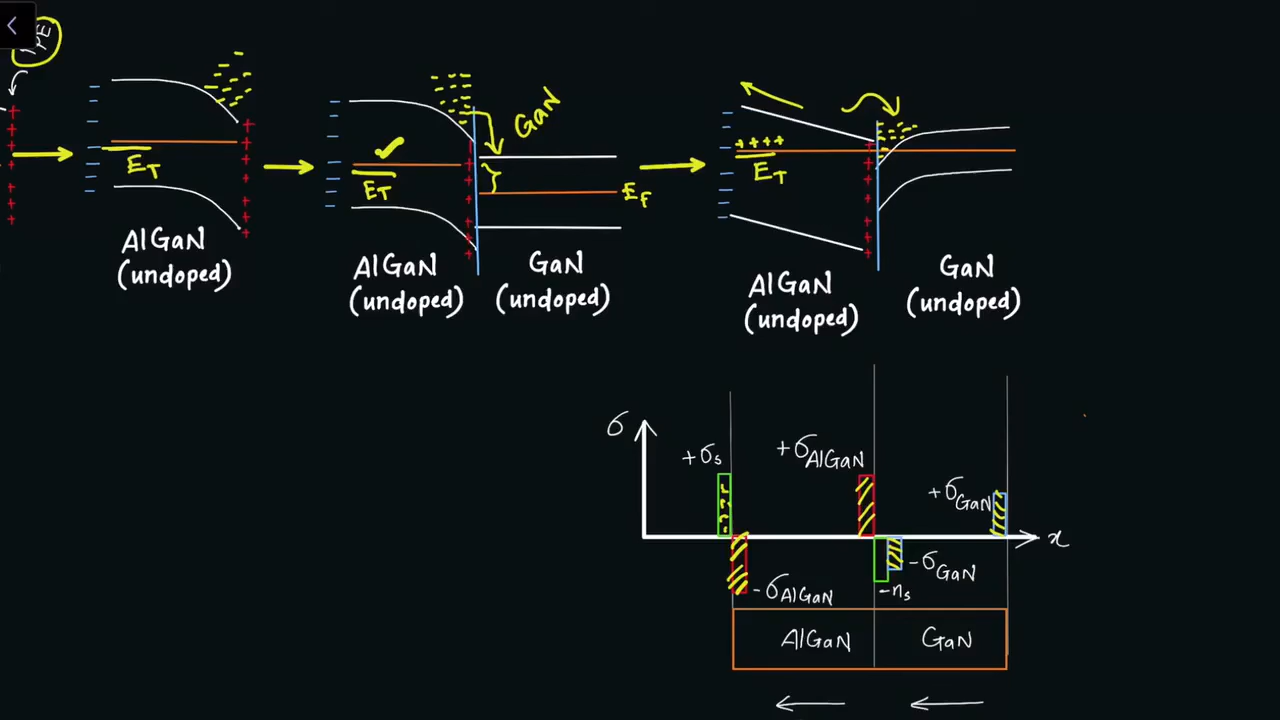 E_T
AlGaN
(undoped)
E_T
GaN
E_F
AlGaN
(undoped)
GaN
(undoped)
E_T
AlGaN
(undoped)
GaN
(undoped)
σ
+σ_s
+σ_AlGaN
+σ_GaN
x
-σ_AlGaN
-n_s
-σ_GaN
AlGaN
GaN